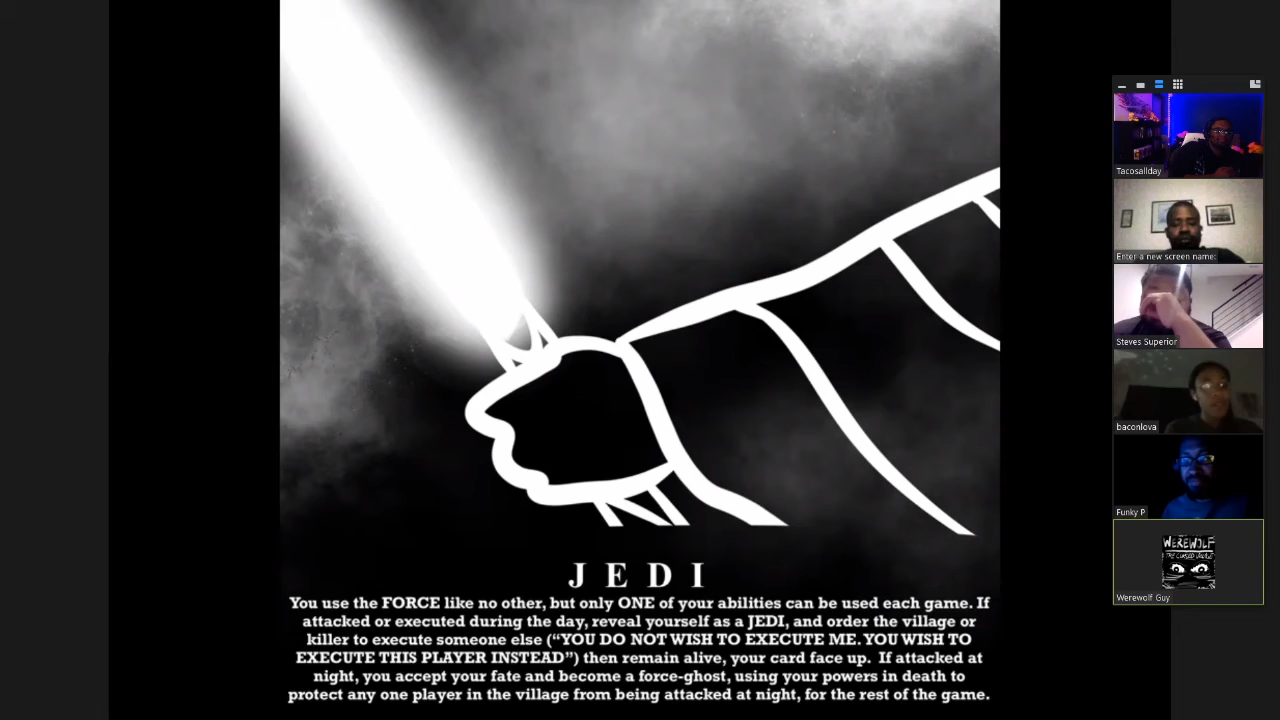 JEDI
You use the FORCE like no other, but only ONE of your abilities can be used each game. If
attacked or executed during the day, reveal yourself as a JEDI, and order the village or
killer to execute someone else (“YOU DO NOT WISH TO EXECUTE ME. YOU WISH TO
EXECUTE THIS PLAYER INSTEAD”) then remain alive, your card face up. If attacked at
night, you accept your fate and become a force-ghost, using your powers in death to
protect any one player in the village from being attacked at night, for the rest of the game.
Tacosallday
Enter a new screen name:
Steves Superior
baconlova
Funky P
WEREWOLF
Werewolf Guy